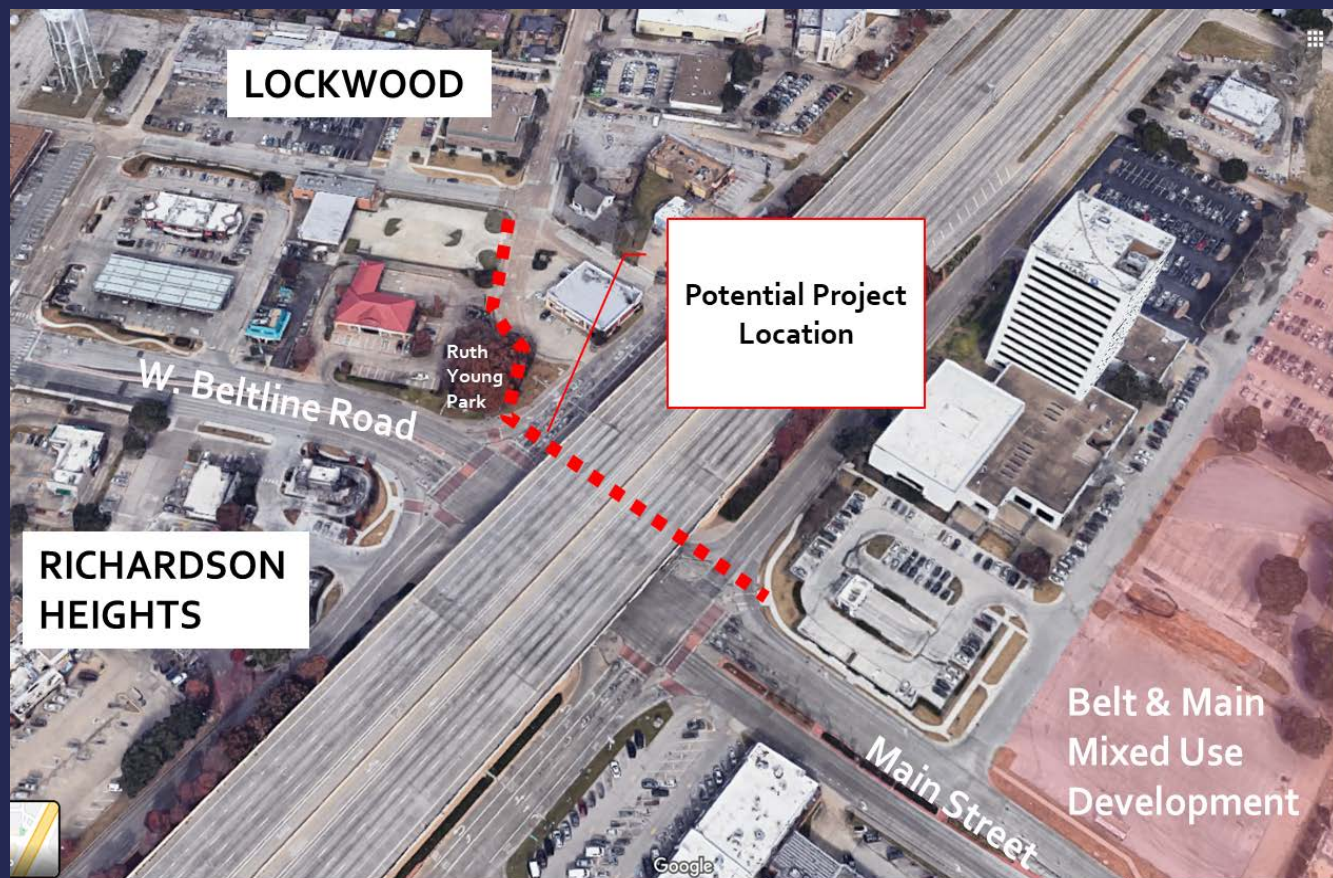 LOCKWOOD
Potential Project
Location
Ruth
Young
Park
W. Beltline Road
CHASE
RICHARDSON
HEIGHTS
Belt & Main
Mixed Use
Development
Main Street
Google